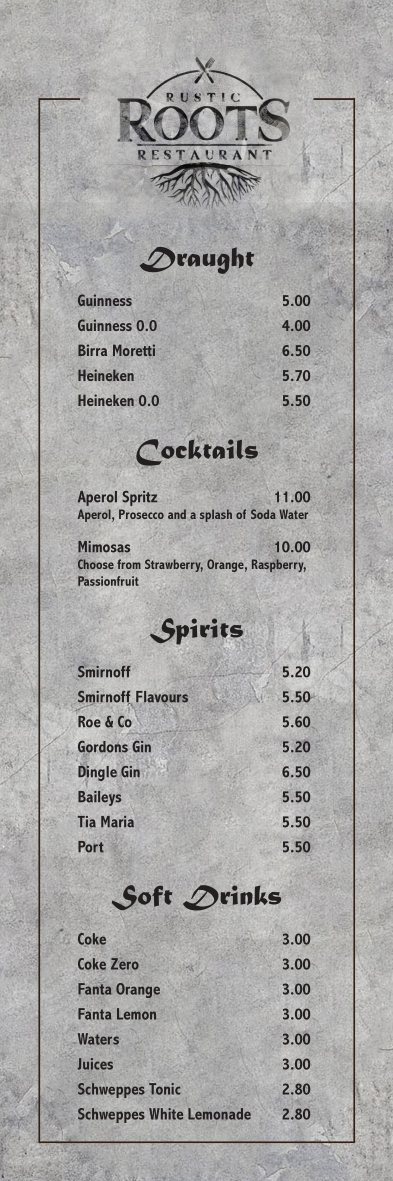 RUSTIC
ROOTS
RESTAURANT
Draught
Guinness 5.00
Guinness 0.0 4.00
Birra Moretti 6.50
Heineken 5.70
Heineken 0.0 5.50
Cocktails
Aperol Spritz 11.00
Aperol, Prosecco and a splash of Soda Water
Mimosas 10.00
Choose from Strawberry, Orange, Raspberry,
Passionfruit
Spirits
Smirnoff 5.20
Smirnoff Flavours 5.50
Roe & Co 5.60
Gordons Gin 5.20
Dingle Gin 6.50
Baileys 5.50
Tia Maria 5.50
Port 5.50
Soft Drinks
Coke 3.00
Coke Zero 3.00
Fanta Orange 3.00
Fanta Lemon 3.00
Waters 3.00
Juices 3.00
Schweppes Tonic 2.80
Schweppes White Lemonade 2.80